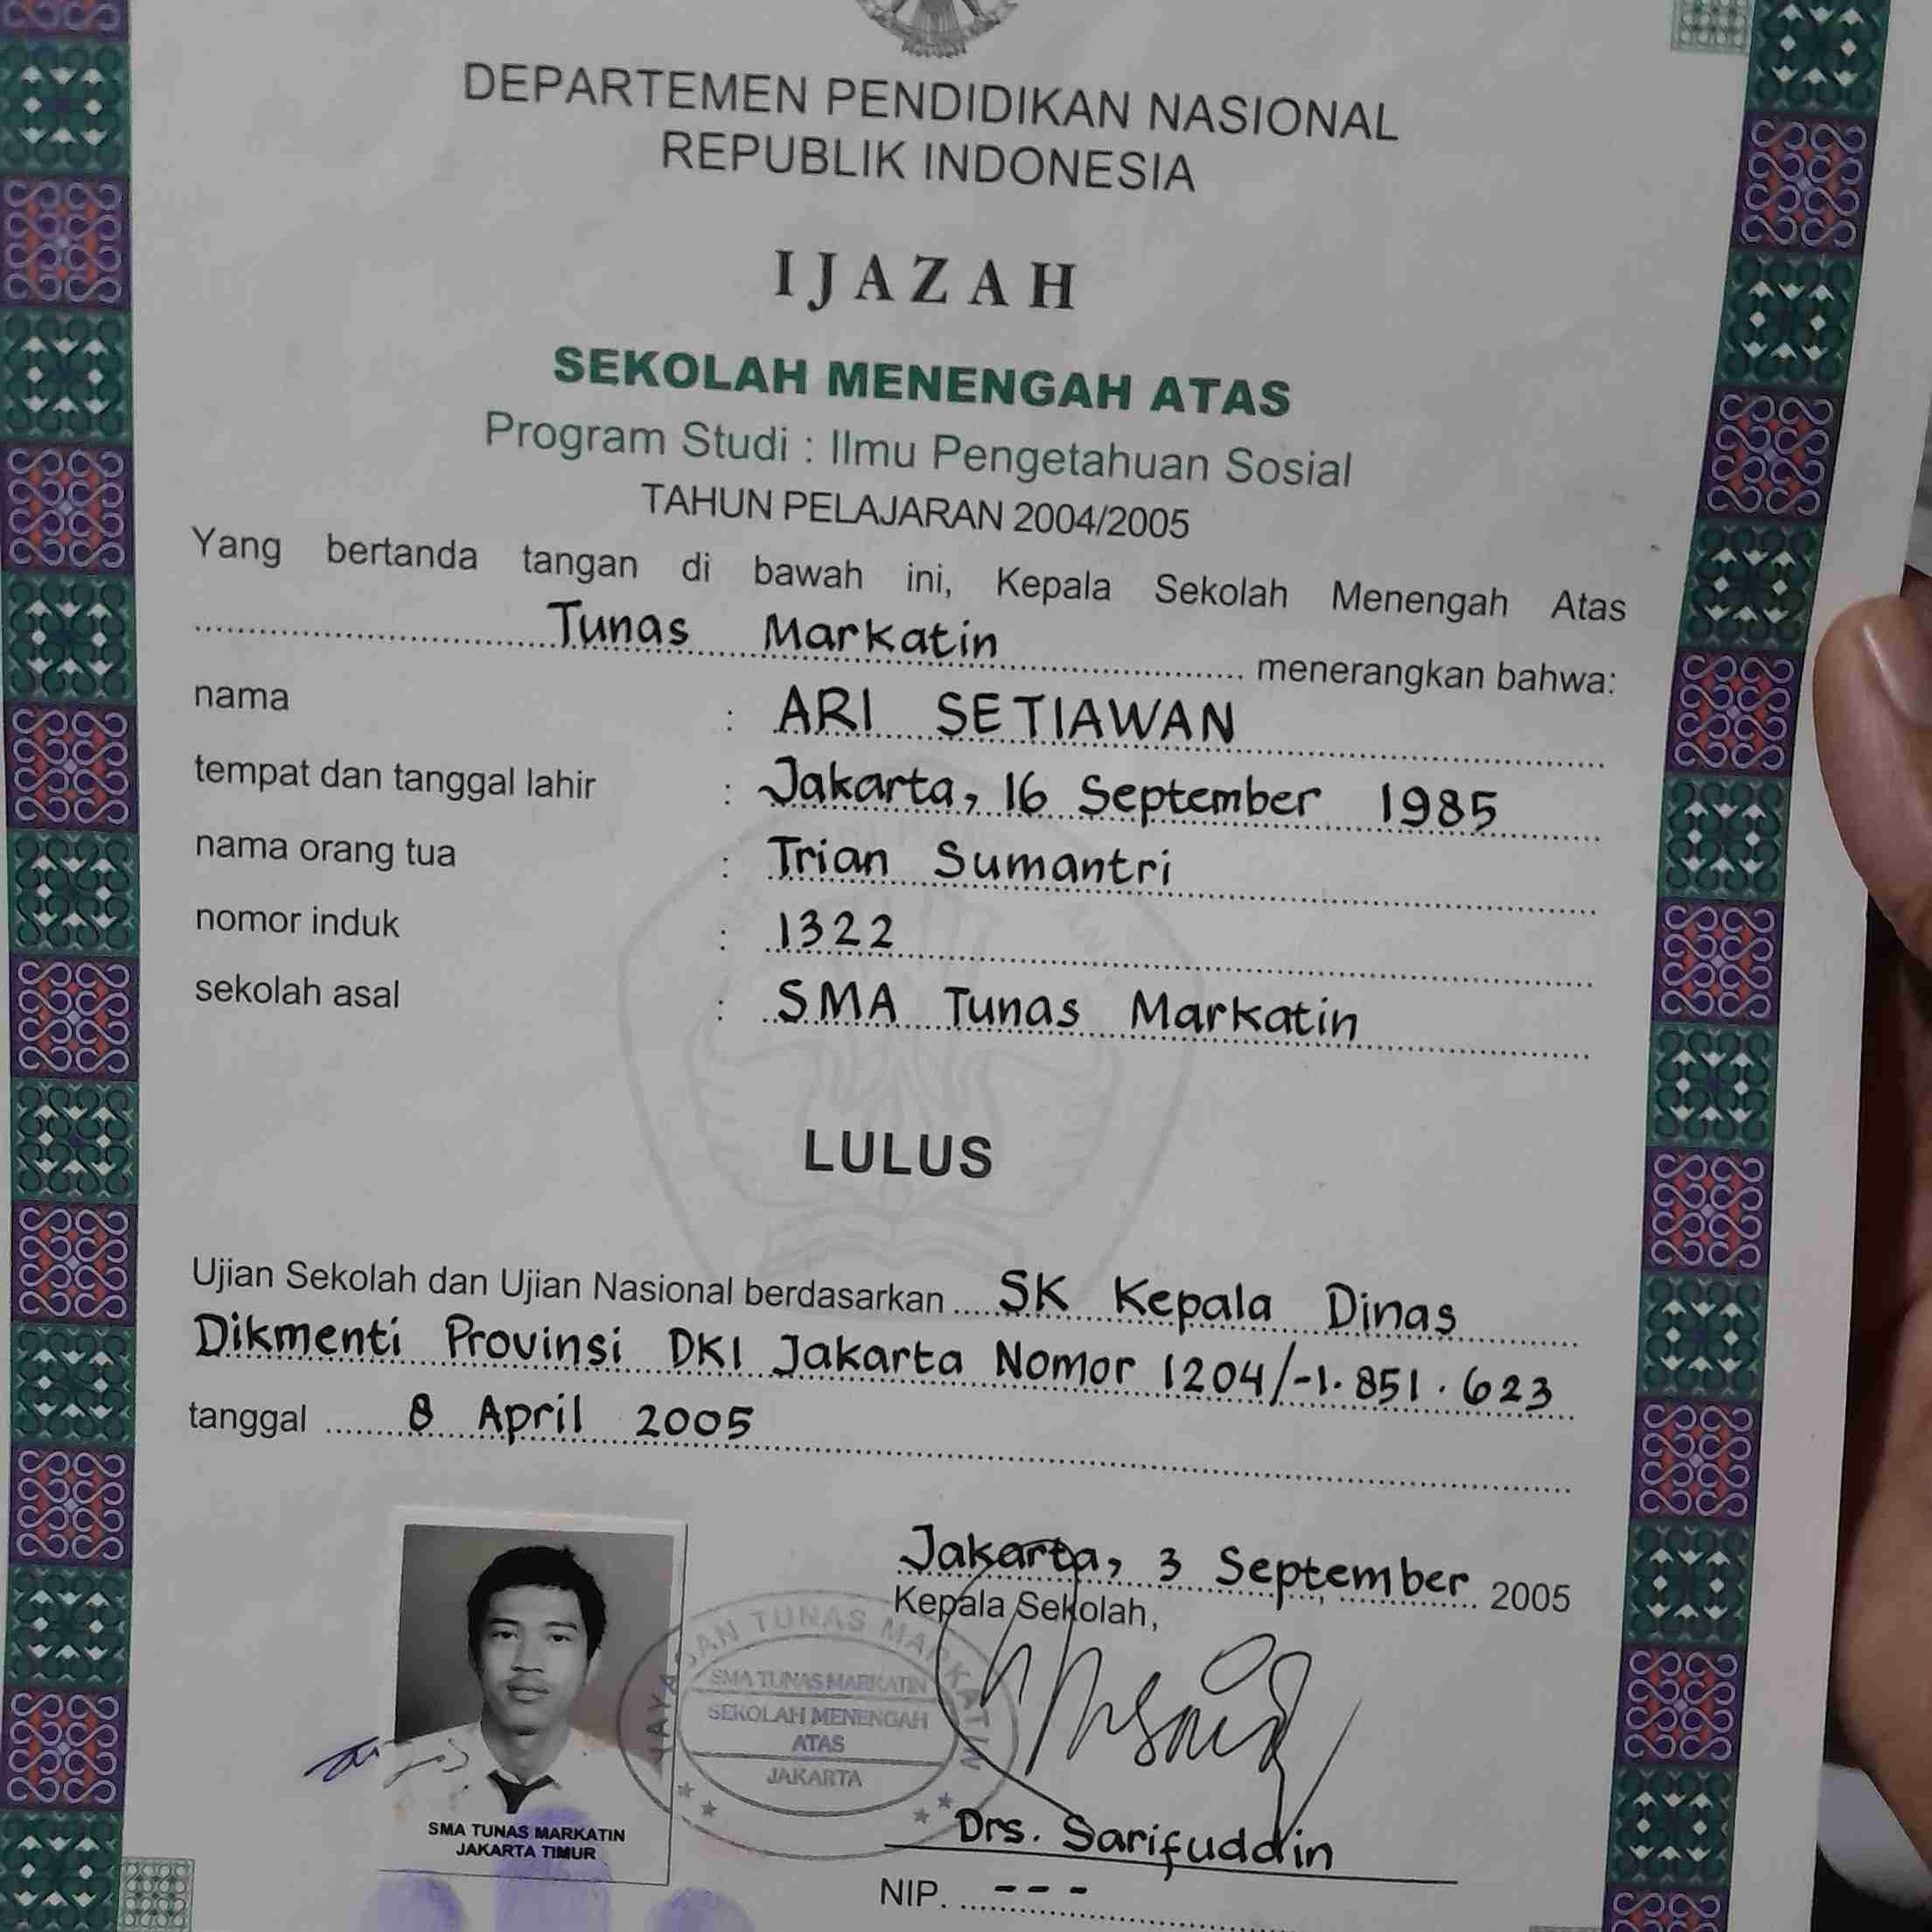 DEPARTEMEN PENDIDIKAN NASIONAL
REPUBLIK INDONESIA
IJAZAH
SEKOLAH MENENGAH ATAS
Program Studi : Ilmu Pengetahuan Sosial
TAHUN PELAJARAN 2004/2005
Yang bertanda tangan di bawah ini, Kepala Sekolah Menengah Atas
Tunas Markatin menerangkan bahwa:
nama : ARI SETIAWAN
tempat dan tanggal lahir : Jakarta, 16 September 1985
nama orang tua : Trian Sumantri
nomor induk : 1322
sekolah asal : SMA Tunas Markatin
LULUS
Ujian Sekolah dan Ujian Nasional berdasarkan SK Kepala Dinas
Dikmenti Provinsi DKI Jakarta Nomor 1204/-1.851.623
tanggal 8 April 2005
Jakarta, 3 September 2005
Kepala Sekolah,
YAYASAN TUNAS MARKATIN
SMA TUNAS MARKATIN
SEKOLAH MENENGAH
ATAS
JAKARTA
SMA TUNAS MARKATIN
JAKARTA TIMUR
Drs. Sarifuddin
NIP. ---